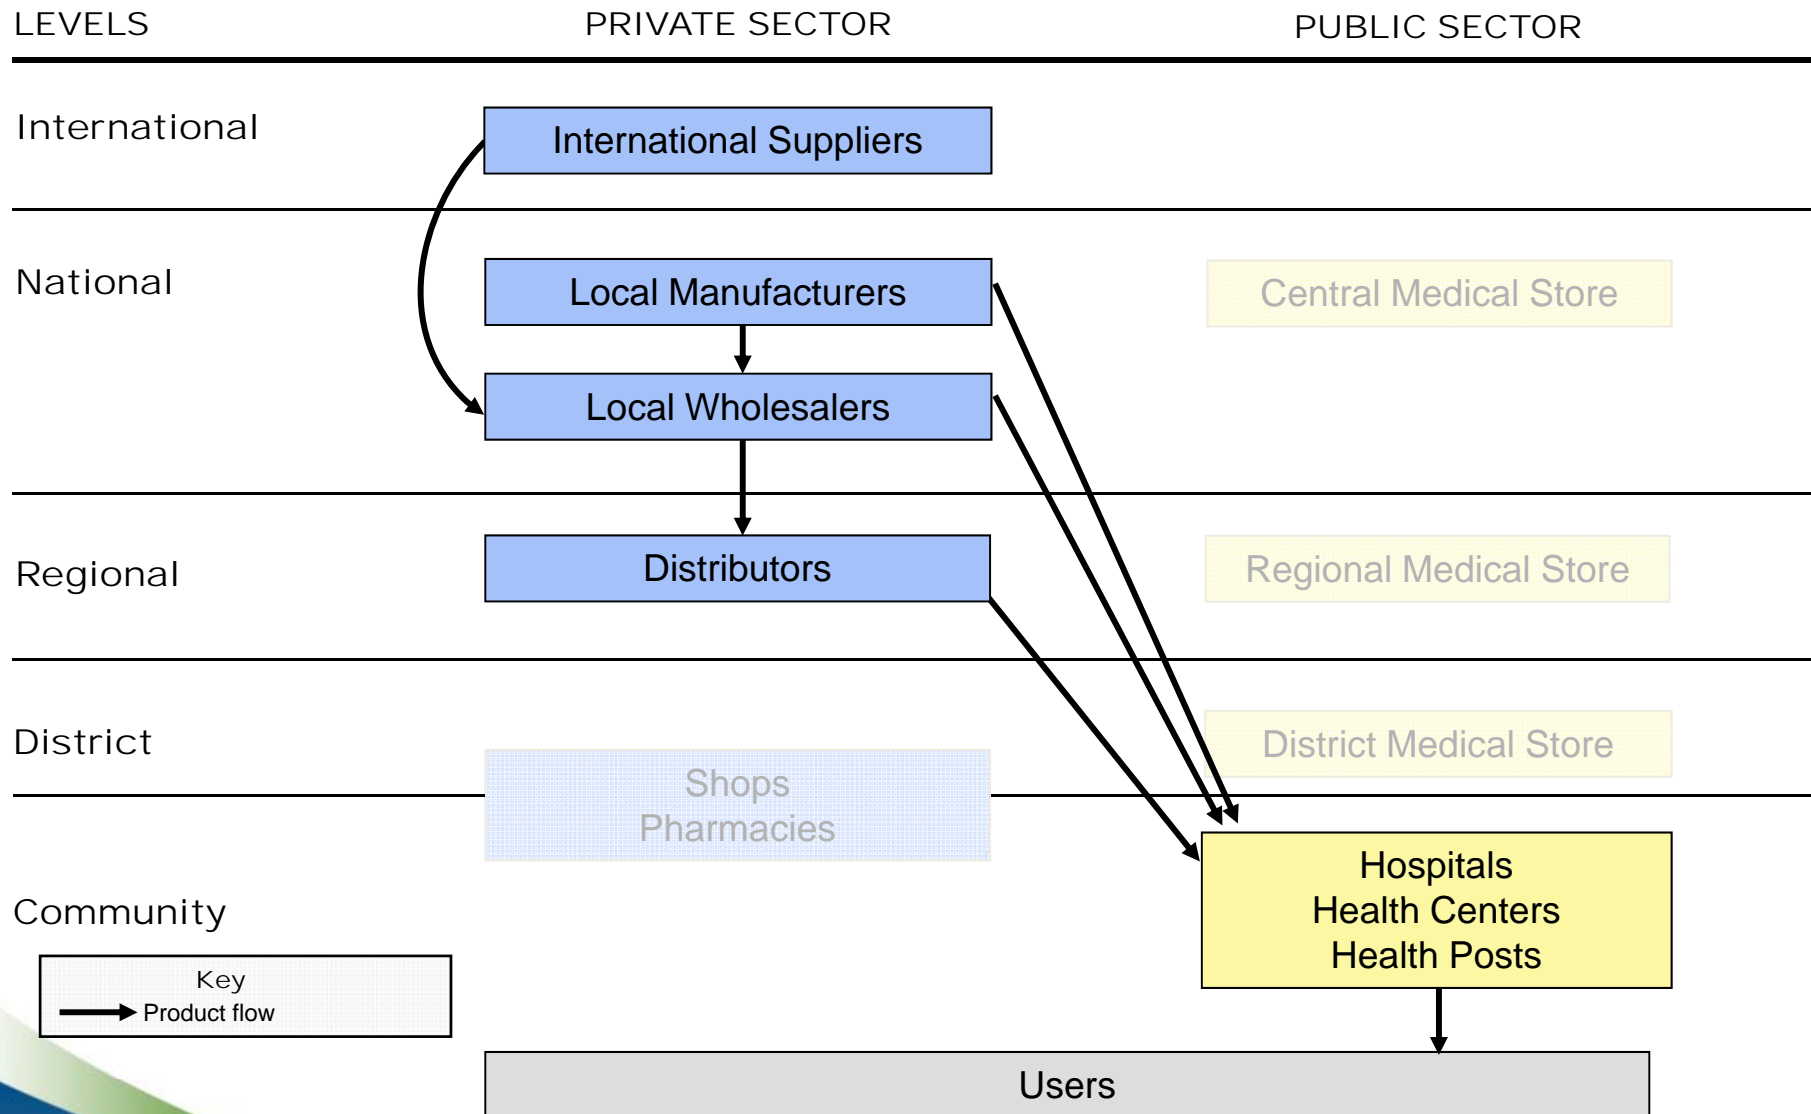 LEVELS
PRIVATE SECTOR
PUBLIC SECTOR
International
International Suppliers
National
Local Manufacturers
Central Medical Store
Local Wholesalers
Regional
Distributors
Regional Medical Store
District
District Medical Store
Shops
Pharmacies
Hospitals
Health Centers
Health Posts
Community
Key
Product flow
Users